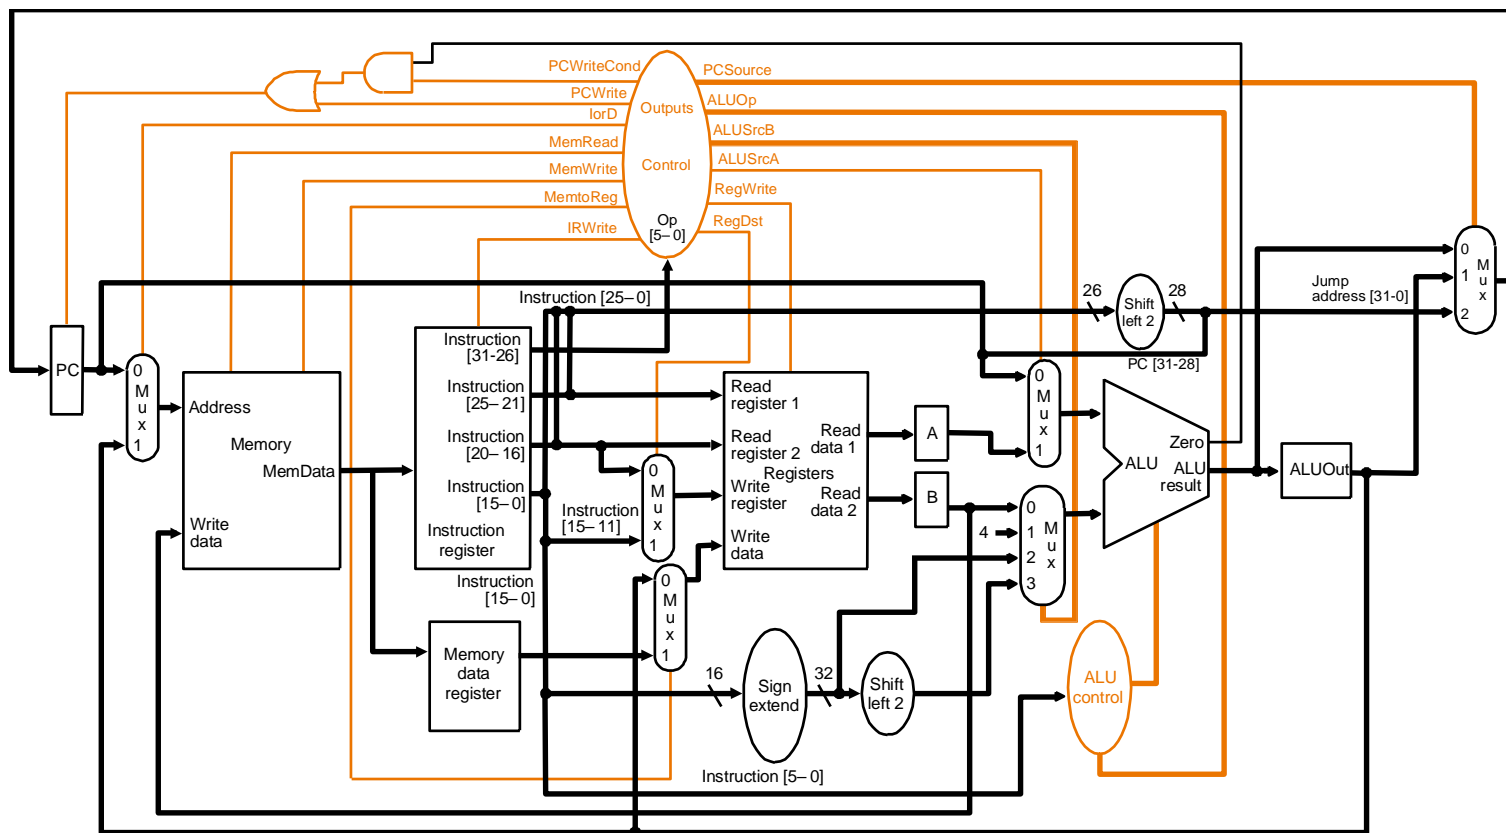 PCWriteCond
PCSource
PCWrite
Outputs
ALUOp
IorD
ALUSrcB
MemRead
Control
ALUSrcA
MemWrite
RegWrite
MemtoReg
Op
[5–0]
RegDst
IRWrite
Instruction [25–0]
26
Shift
left 2
28
Jump
address [31-0]
0
1
2
M
u
x
PC [31-28]
PC
0
M
u
x
1
Address
Memory
MemData
Write
data
Instruction
[31-26]
Instruction
[25–21]
Instruction
[20–16]
Instruction
[15–0]
Instruction
register
Instruction
[15–11]
Instruction
[15–0]
0
M
u
x
1
Read
register 1
Read
register 2
Registers
Write
register
Write
data
Read
data 1
Read
data 2
A
B
0
M
u
x
1
4
0
1
2
3
M
u
x
Zero
ALU
ALU
result
ALUOut
0
M
u
x
1
Memory
data
register
16
Sign
extend
32
Shift
left 2
ALU
control
Instruction [5–0]